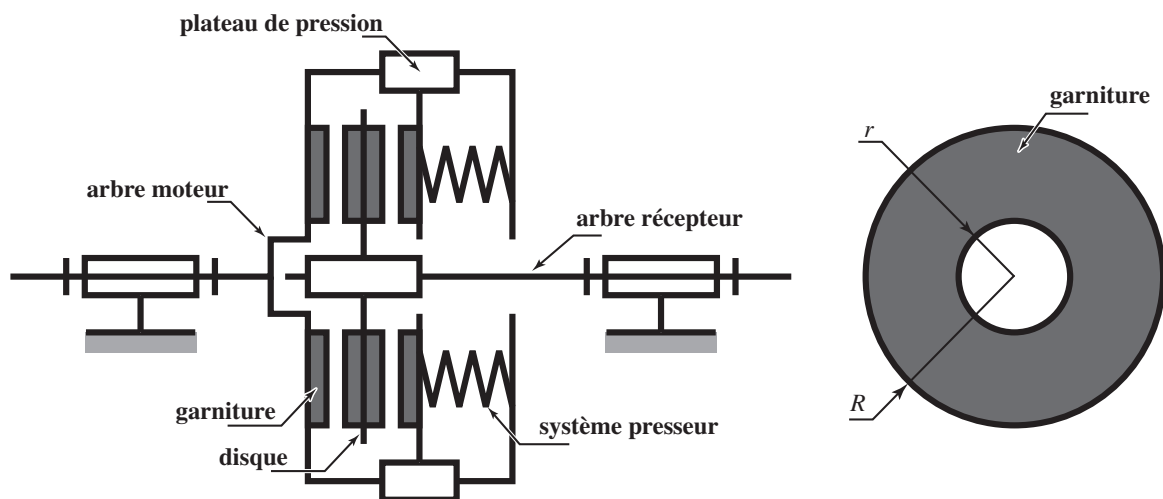 plateau de pression
garniture
r
arbre moteur
arbre récepteur
R
garniture
système presseur
disque